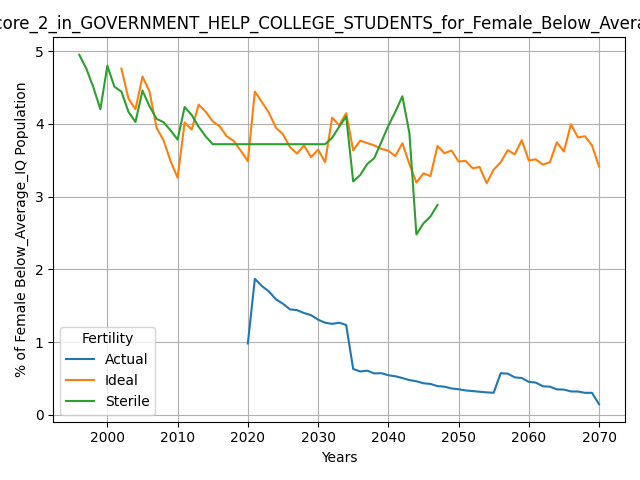 core_2_in_GOVERNMENT_HELP_COLLEGE_STUDENTS_for_Female_Below_Avera
% of Female Below_Average_IQ Population
5
4
3
2
1
0
Fertility
Actual
Ideal
Sterile
2000 2010 2020 2030 2040 2050 2060 2070
Years